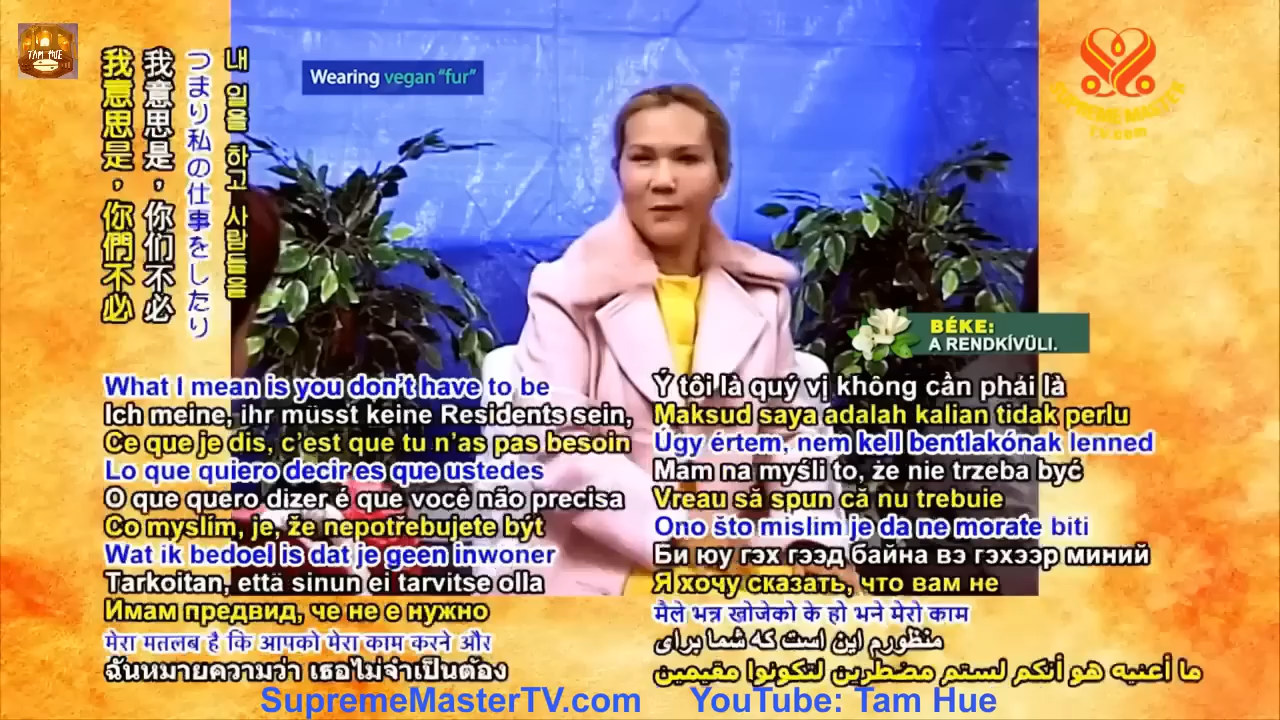 TAM HUE
내 일을 하고 사람들을
つまり私の仕事をしたり
我意思是，你们不必
我意思是，你們不必
Wearing vegan “fur”
SUPREME MASTER
TV.com
BÉKE:
A RENDKÍVÜLI.
What I mean is you don’t have to be
Ich meine, ihr müsst keine Residents sein,
Ce que je dis, c’est que tu n’as pas besoin
Lo que quiero decir es que ustedes
O que quero dizer é que você não precisa
Co myslím, je, že nepotřebujete být
Wat ik bedoel is dat je geen inwoner
Tarkoitan, että sinun ei tarvitse olla
Имам предвид, че не е нужно
मेरा मतलब है कि आपको मेरा काम करने और
ฉันหมายความว่า เธอไม่จำเป็นต้อง
Ý tôi là quý vị không cần phải là
Maksud saya adalah kalian tidak perlu
Úgy értem, nem kell bentlakónak lenned
Mam na myśli to, że nie trzeba być
Vreau să spun că nu trebuie
Ono što mislim je da ne morate biti
Би юу гэх гээд байна вэ гэхээр миний
Я хочу сказать, что вам не
मैले भन्न खोजेको के हो भने मेरो काम
منظورم این است که شما برای
ما أعنيه هو أنكم لستم مضطرين لتكونوا مقيمين
SupremeMasterTV.com
YouTube: Tam Hue